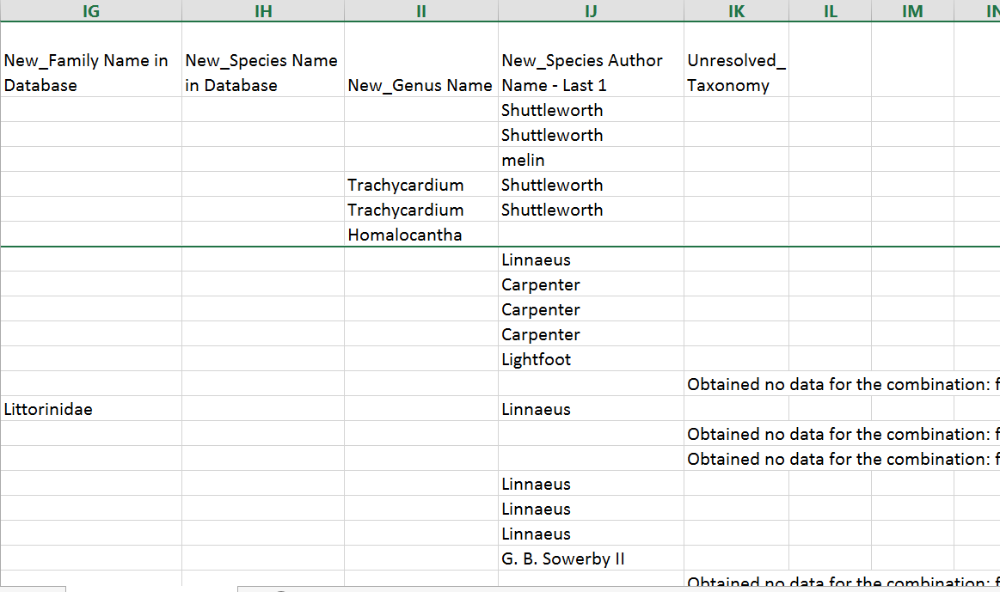 IG IH II IJ IK IL IM IN
New_Family Name in Database New_Species Name in Database New_Genus Name New_Species Author Name - Last 1 Unresolved_ Taxonomy
Shuttleworth
Shuttleworth
melin
Trachycardium Shuttleworth
Trachycardium Shuttleworth
Homalocantha
Linnaeus
Carpenter
Carpenter
Carpenter
Lightfoot
Obtained no data for the combination: f
Littorinidae Linnaeus
Obtained no data for the combination: f
Obtained no data for the combination: f
Linnaeus
Linnaeus
Linnaeus
G. B. Sowerby II
Obtained no data for the combination: f